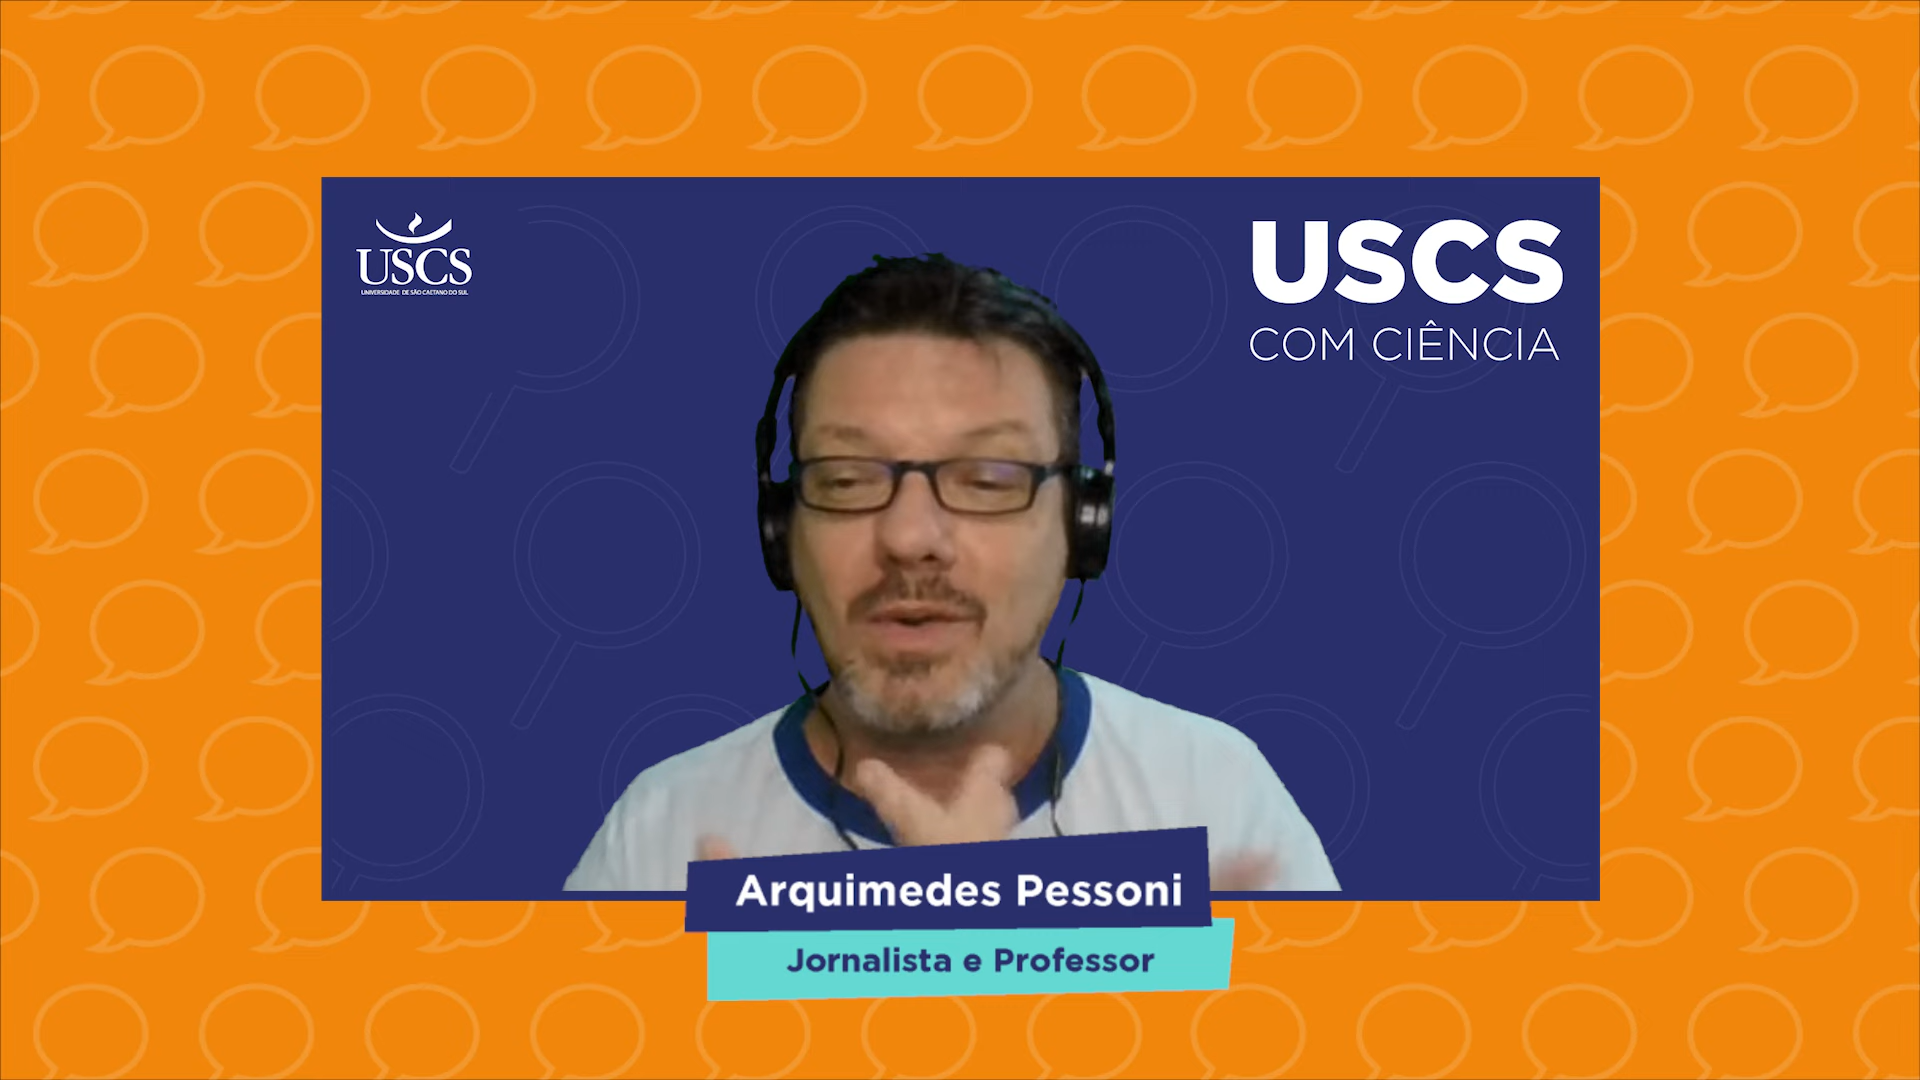 USCS
UNIVERSIDADE DE SÃO CAETANO DO SUL
USCS
COM CIÊNCIA
Arquimedes Pessoni
Jornalista e Professor